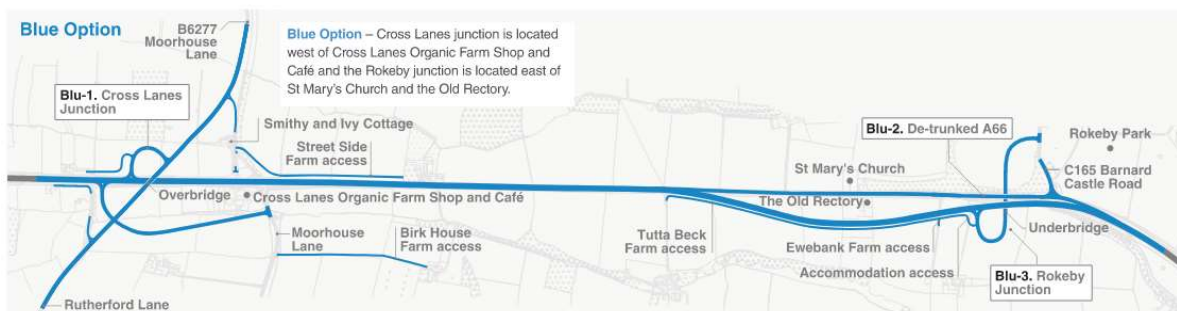 Blue Option
B6277
Moorhouse
Lane
Blue Option – Cross Lanes junction is located
west of Cross Lanes Organic Farm Shop and
Café and the Rokeby junction is located east of
St Mary's Church and the Old Rectory.
Blu-1. Cross Lanes
Junction
Smithy and Ivy Cottage
Street Side
Farm access
Blu-2. De-trunked A66
Rokeby Park
St Mary's Church
C165 Barnard
Castle Road
Overbridge
Cross Lanes Organic Farm Shop and Café
The Old Rectory
Moorhouse
Lane
Birk House
Farm access
Tutta Beck
Farm access
Ewebank Farm access
Underbridge
Accommodation access
Blu-3. Rokeby
Junction
Rutherford Lane